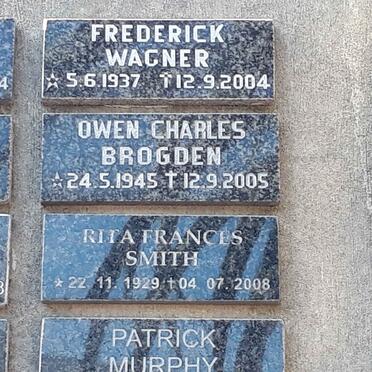 FREDERICK
WAGNER
☆ 5.6.1937 †12.9.2004
OWEN CHARLES
BROGDEN
☆24.5.1945 †12.9.2005
RITA FRANCES
SMITH
☆ 22. 11. 1929 †04. 07. 2008
PATRICK
MURPHY